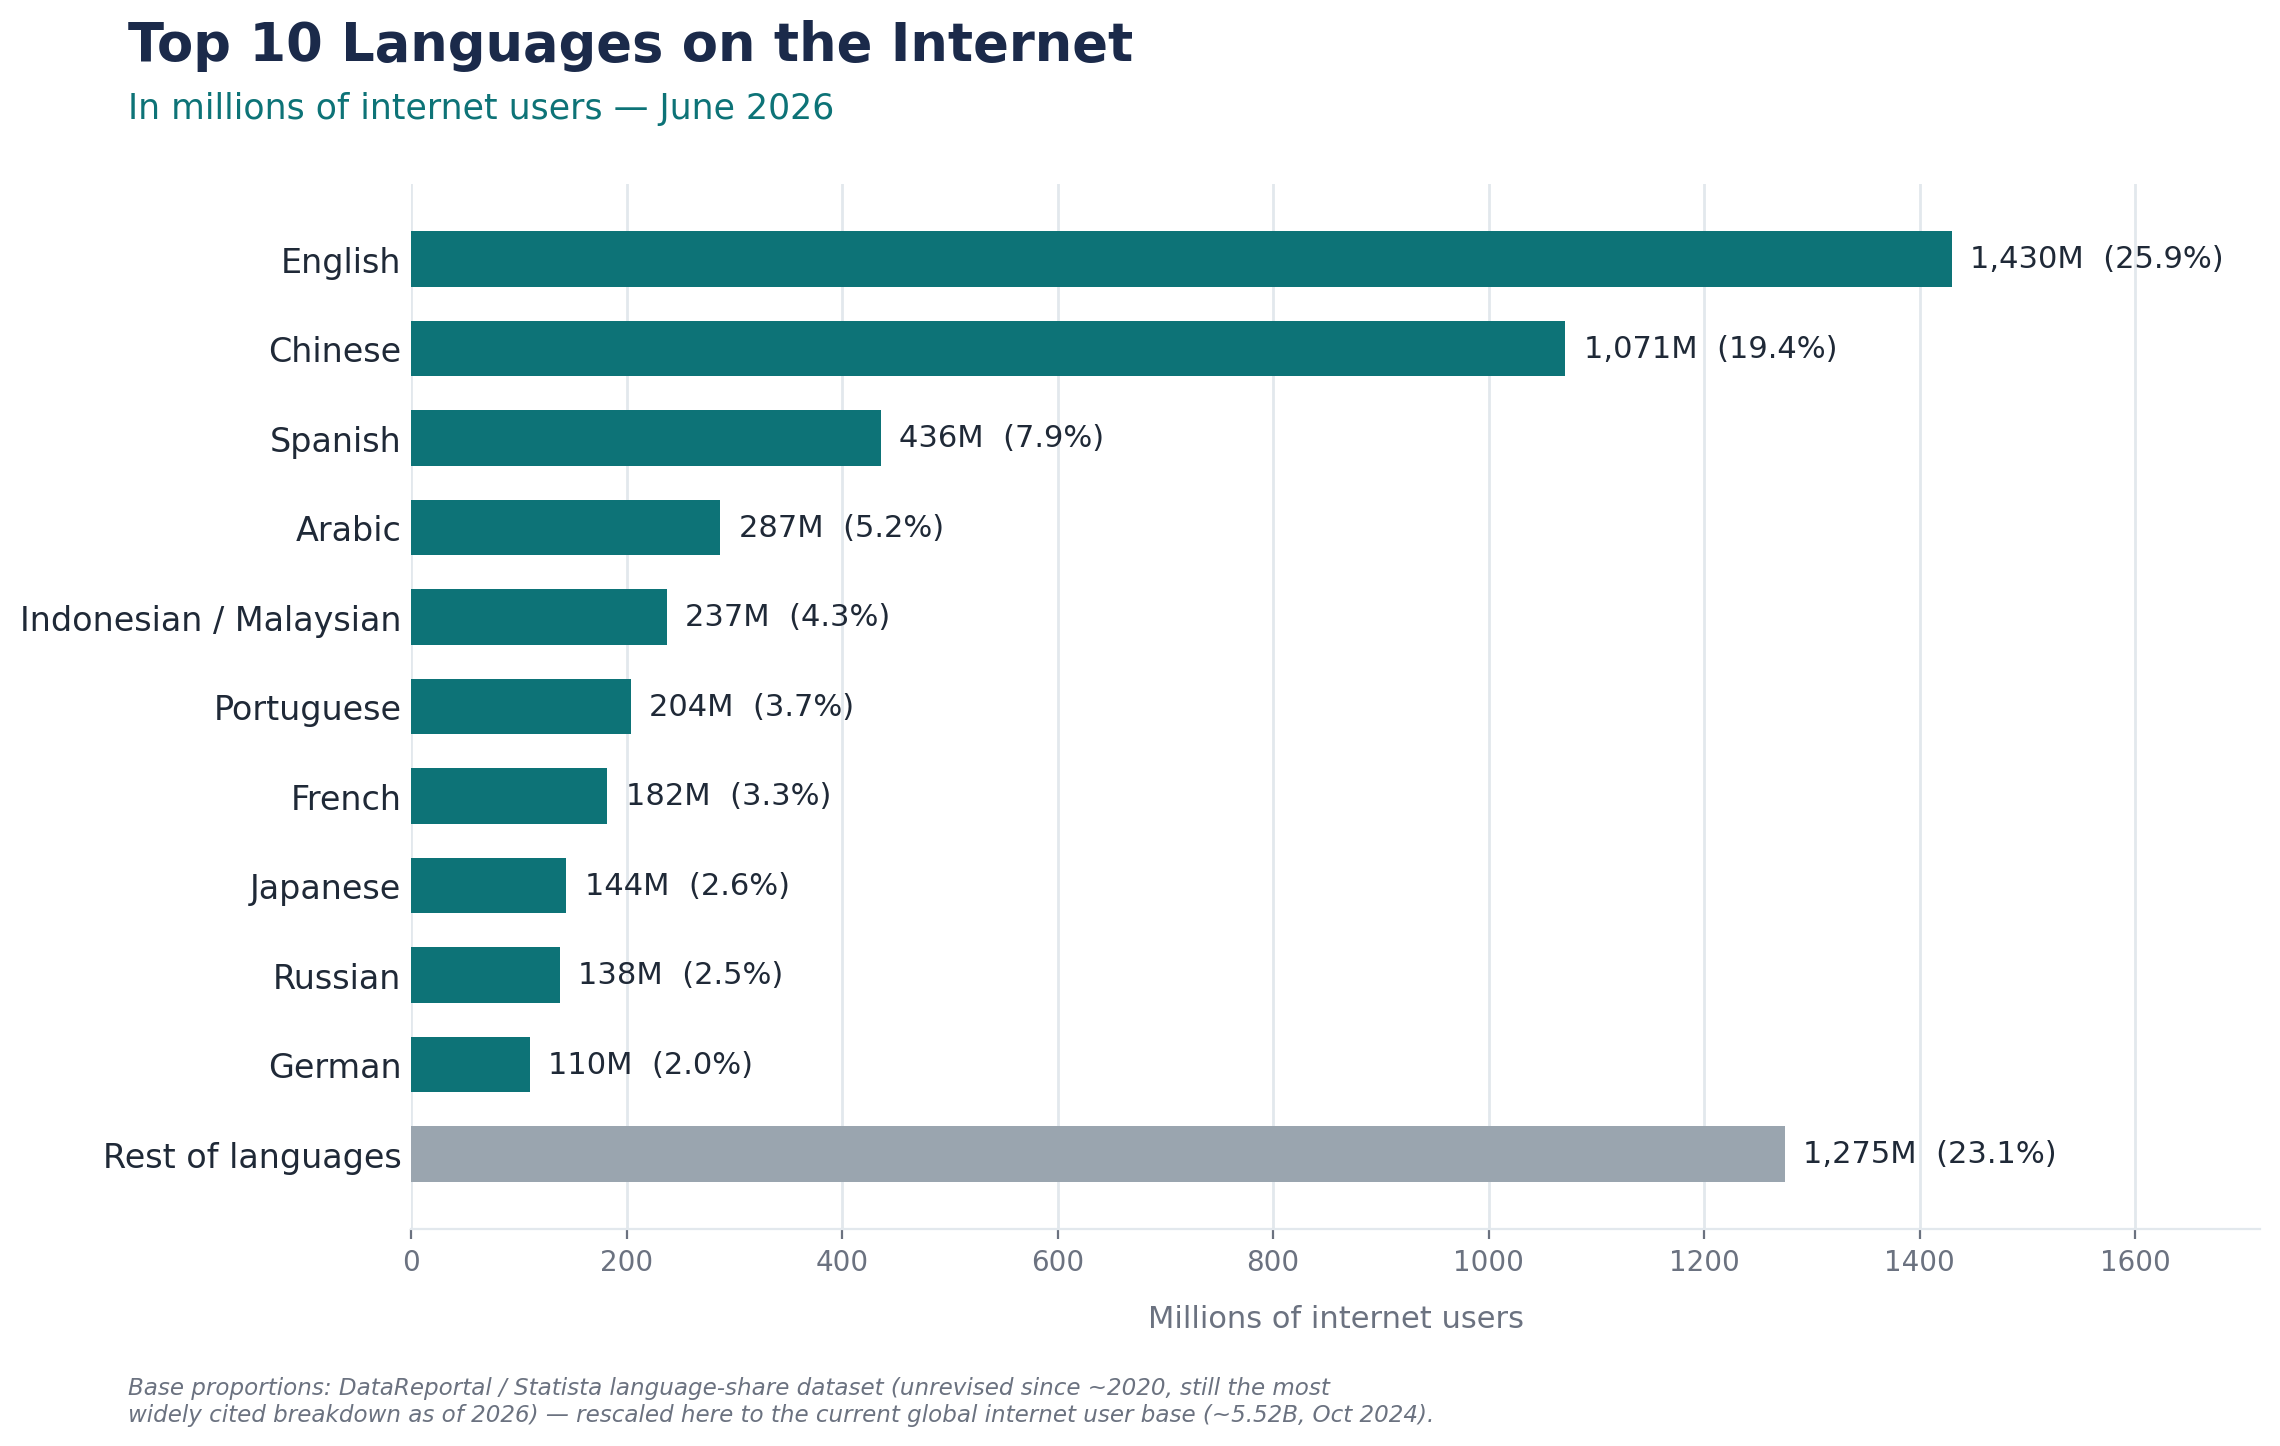 Top 10 Languages on the Internet
In millions of internet users — June 2026
English 1,430M (25.9%)
Chinese 1,071M (19.4%)
Spanish 436M (7.9%)
Arabic 287M (5.2%)
Indonesian / Malaysian 237M (4.3%)
Portuguese 204M (3.7%)
French 182M (3.3%)
Japanese 144M (2.6%)
Russian 138M (2.5%)
German 110M (2.0%)
Rest of languages 1,275M (23.1%)
0 200 400 600 800 1000 1200 1400 1600
Millions of internet users
Base proportions: DataReportal / Statista language-share dataset (unrevised since ~2020, still the most
widely cited breakdown as of 2026) — rescaled here to the current global internet user base (~5.52B, Oct 2024).